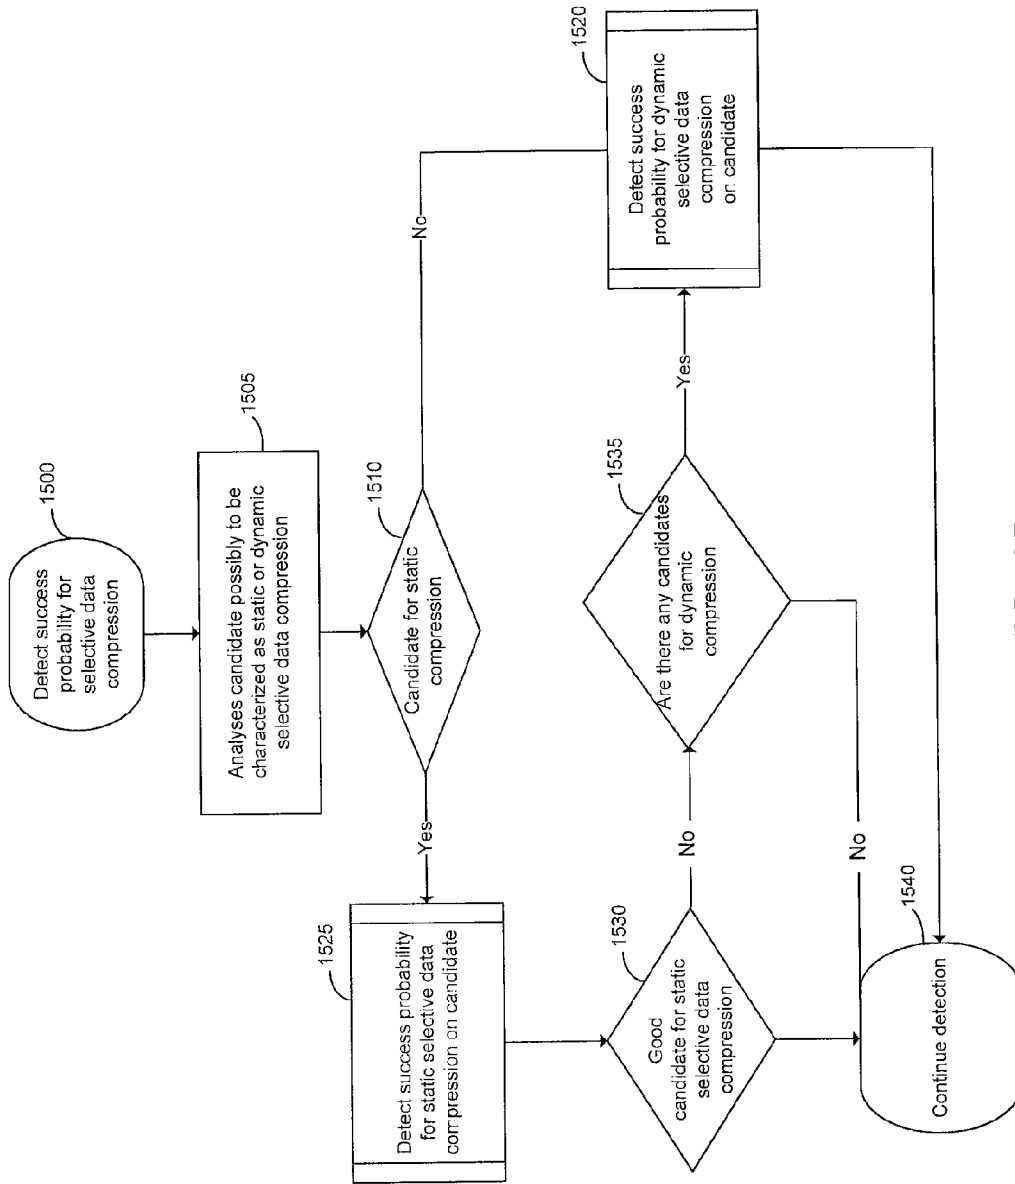 1500
Detect success
probability for
selective data
compression
1505
Analyses candidate possibly to be
characterized as static or dynamic
selective data compression
1510
Candidate for static
compression
Yes
No
1525
Detect success probability
for static selective data
compression on candidate
1530
Good
candidate for static
selective data
compression
No
1535
Are there any candidates
for dynamic
compression
Yes
No
1520
Detect success
probability for dynamic
selective data
compression
on candidate
1540
Continue detection